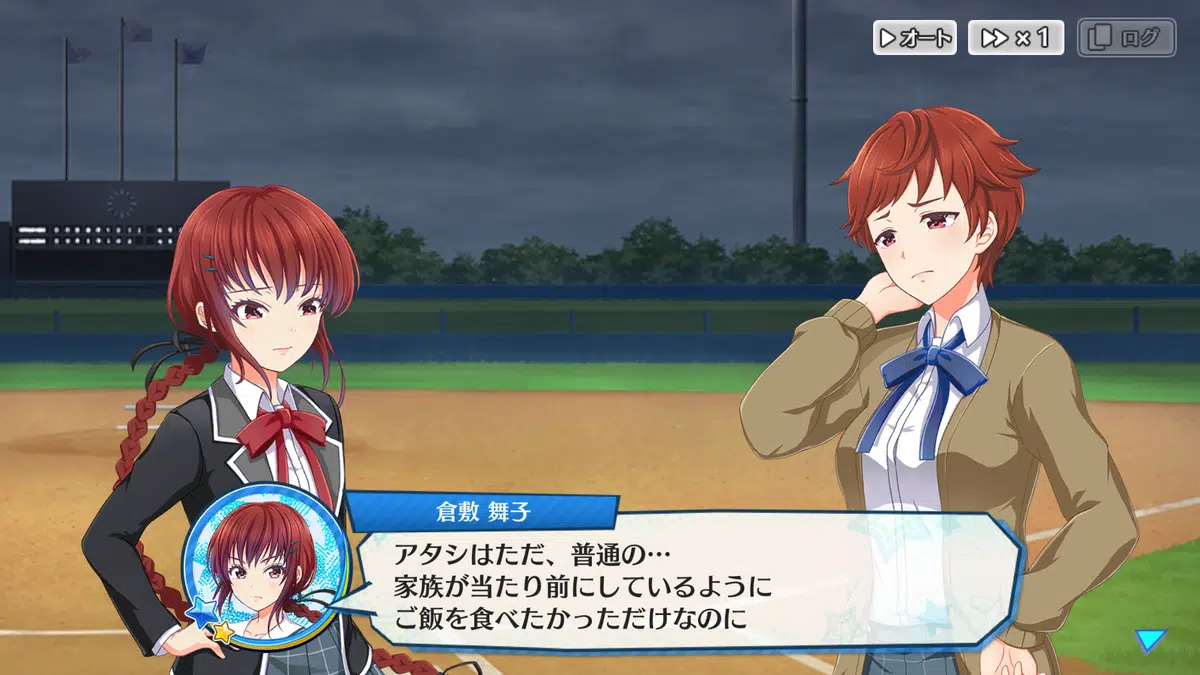 オート
× 1
ログ
倉敷 舞子
アタシはただ、普通の…
家族が当たり前にしているように
ご飯を食べたかっただけなのに